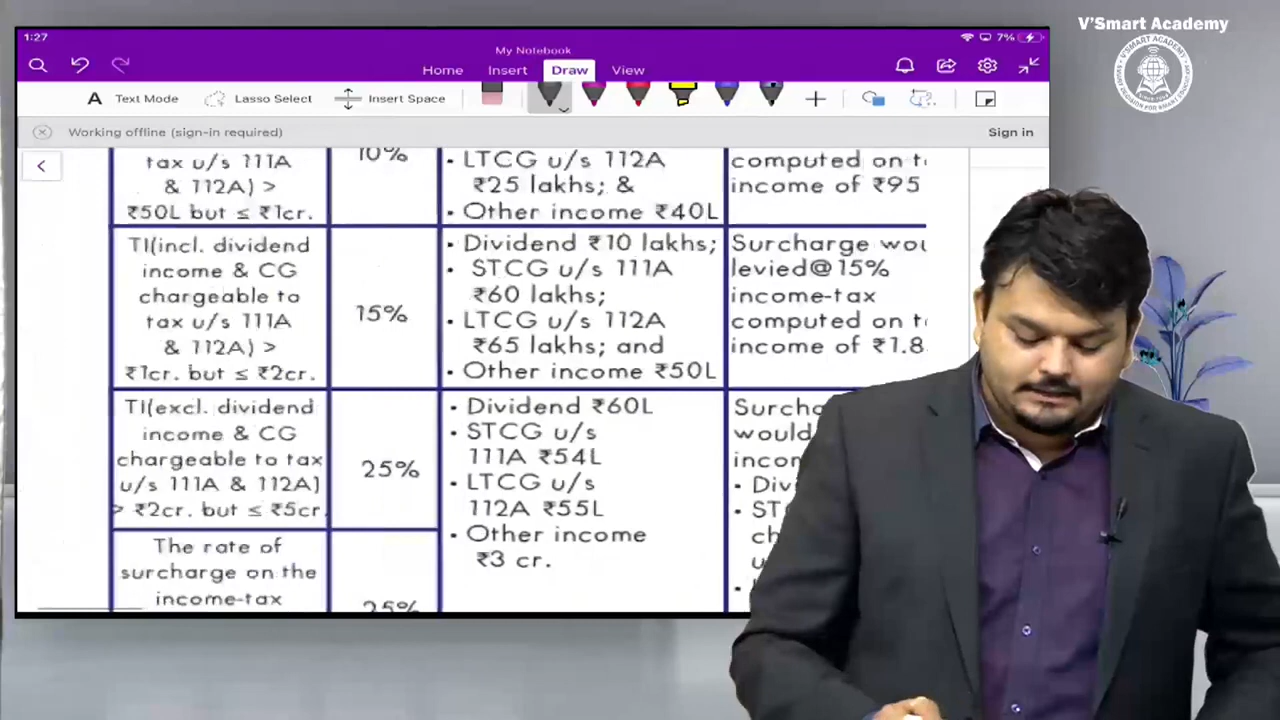 V'Smart Academy
1:27
7%
My Notebook
Home Insert Draw View
Text Mode Lasso Select Insert Space
Working offline (sign-in required) Sign in
tax u/s 111A
& 112A) >
₹50L but ≤ ₹1cr.
10%
• LTCG u/s 112A
₹25 lakhs; &
• Other income ₹40L
computed on t
income of ₹95
TI(incl. dividend
income & CG
chargeable to
tax u/s 111A
& 112A) >
₹1cr. but ≤ ₹2cr.
15%
• Dividend ₹10 lakhs;
• STCG u/s 111A
₹60 lakhs;
• LTCG u/s 112A
₹65 lakhs; and
• Other income ₹50L
Surcharge wou
levied@15%
income-tax
computed on t
income of ₹1.8
TI(excl. dividend
income & CG
chargeable to tax
u/s 111A & 112A)
> ₹2cr. but ≤ ₹5cr
25%
• Dividend ₹60L
• STCG u/s
111A ₹54L
• LTCG u/s
112A ₹55L
• Other income
₹3 cr.
Surc
would
incom
• Div
• ST
ch
u
The rate of
surcharge on the
income-tax
25%